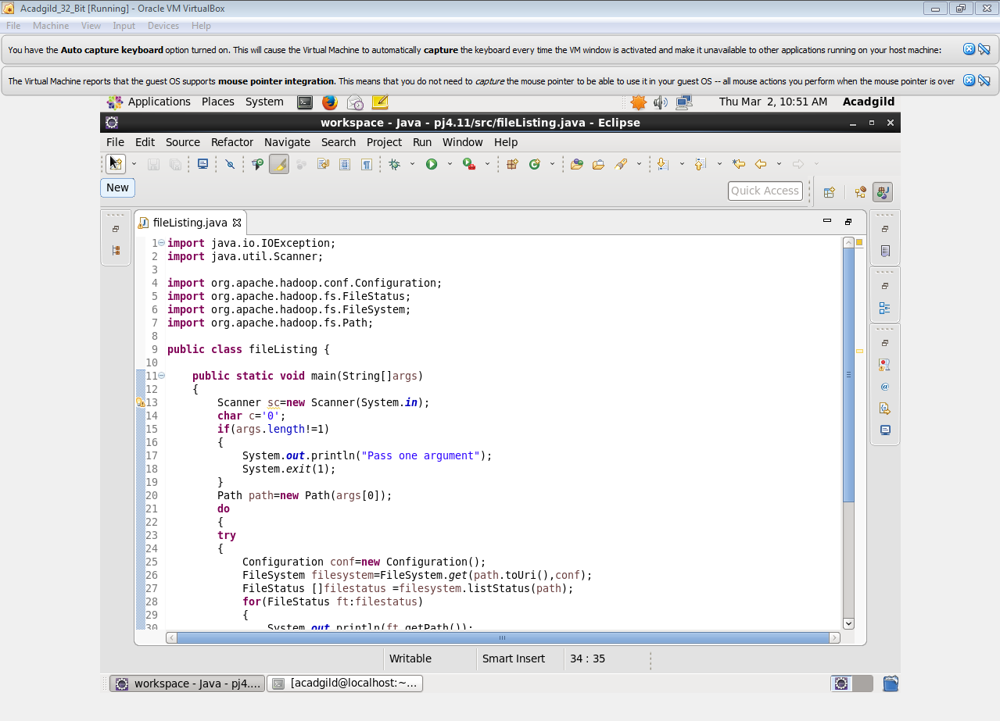 Acadgild_32_Bit [Running] - Oracle VM VirtualBox
File Machine View Input Devices Help
You have the Auto capture keyboard option turned on. This will cause the Virtual Machine to automatically capture the keyboard every time the VM window is activated and make it unavailable to other applications running on your host machine:
The Virtual Machine reports that the guest OS supports mouse pointer integration. This means that you do not need to capture the mouse pointer to be able to use it in your guest OS -- all mouse actions you perform when the mouse pointer is over
Applications Places System Thu Mar 2, 10:51 AM Acadgild
workspace - Java - pj4.11/src/fileListing.java - Eclipse
File Edit Source Refactor Navigate Search Project Run Window Help
New
Quick Access
fileListing.java
1 import java.io.IOException;
2 import java.util.Scanner;
3
4 import org.apache.hadoop.conf.Configuration;
5 import org.apache.hadoop.fs.FileStatus;
6 import org.apache.hadoop.fs.FileSystem;
7 import org.apache.hadoop.fs.Path;
8
9 public class fileListing {
10
11 public static void main(String[]args)
12 {
13 Scanner sc=new Scanner(System.in);
14 char c='0';
15 if(args.length!=1)
16 {
17 System.out.println("Pass one argument");
18 System.exit(1);
19 }
20 Path path=new Path(args[0]);
21 do
22 {
23 try
24 {
25 Configuration conf=new Configuration();
26 FileSystem filesystem=FileSystem.get(path.toUri(),conf);
27 FileStatus []filestatus =filesystem.listStatus(path);
28 for(FileStatus ft:filestatus)
29 {
30 System.out.println(ft.getPath());
Writable Smart Insert 34 : 35
workspace - Java - pj4.... [acadgild@localhost:~...